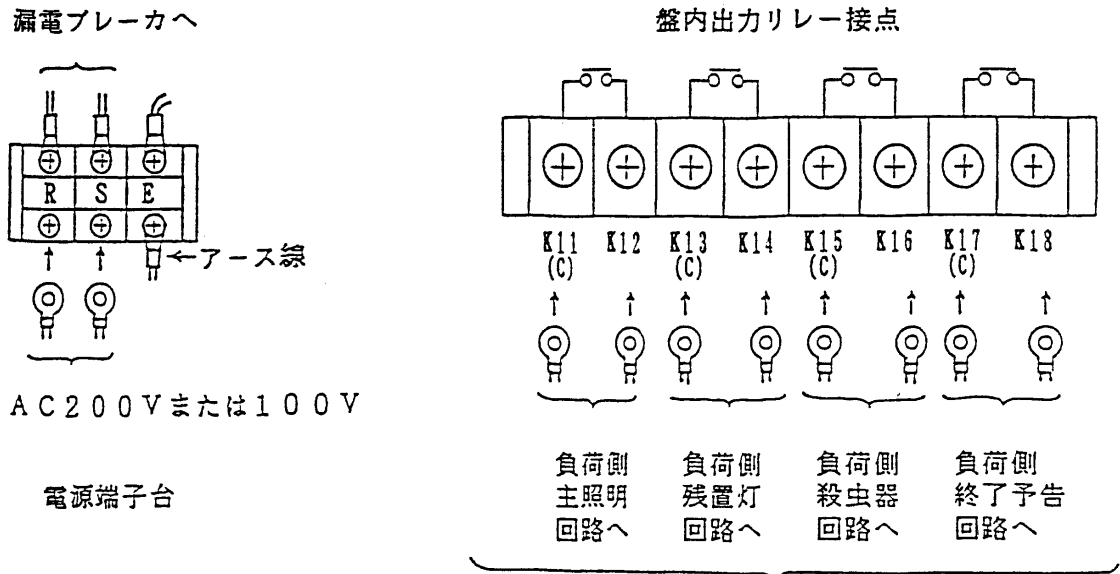 漏電ブレーカへ
盤内出力リレー接点
R S E
K11 K12 K13 K14 K15 K16 K17 K18
(C) (C) (C) (C)
←アース線
AC200Vまたは100V
電源端子台
負荷側 負荷側 負荷側 負荷側
主照明 残置灯 殺虫器 終了予告
回路へ 回路へ 回路へ 回路へ